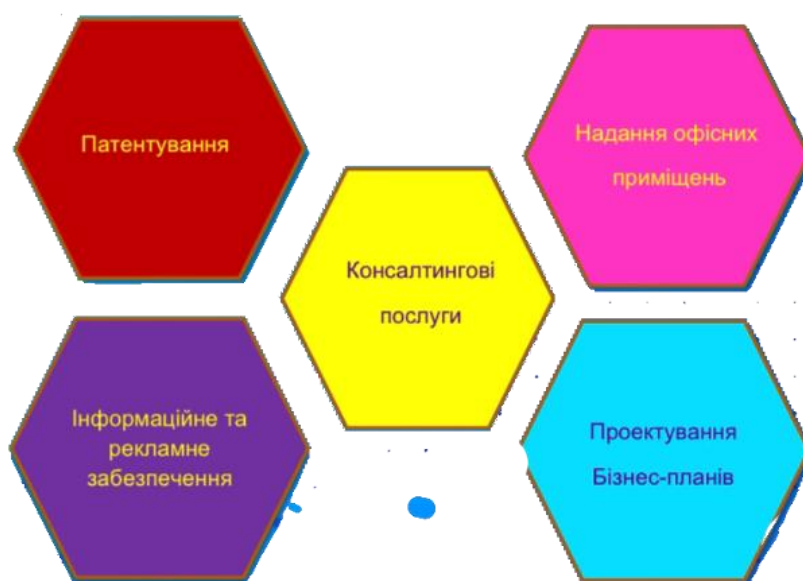 Патентування
Надання офісних
приміщень
Консалтингові
послуги
Інформаційне та
рекламне
забезпечення
Проектування
Бізнес-планів